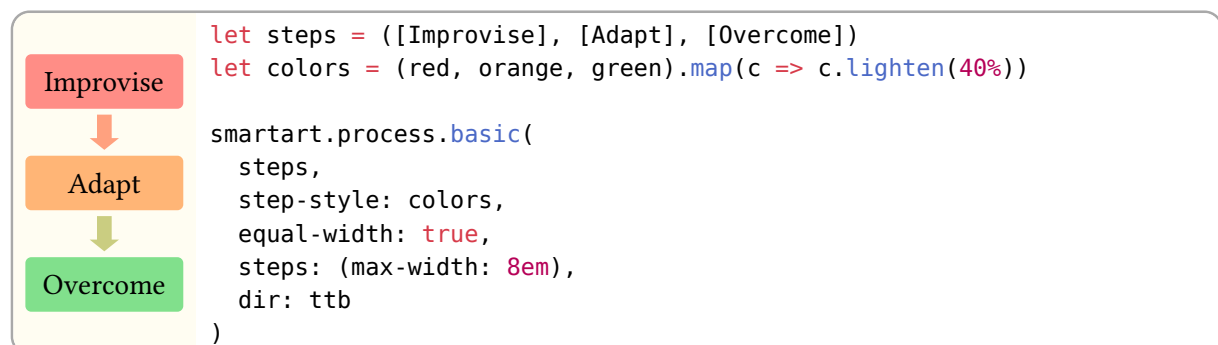 Improvise
Adapt
Overcome
let steps = ([Improvise], [Adapt], [Overcome])
let colors = (red, orange, green).map(c => c.lighten(40%))

smartart.process.basic(
  steps,
  step-style: colors,
  equal-width: true,
  steps: (max-width: 8em),
  dir: ttb
)